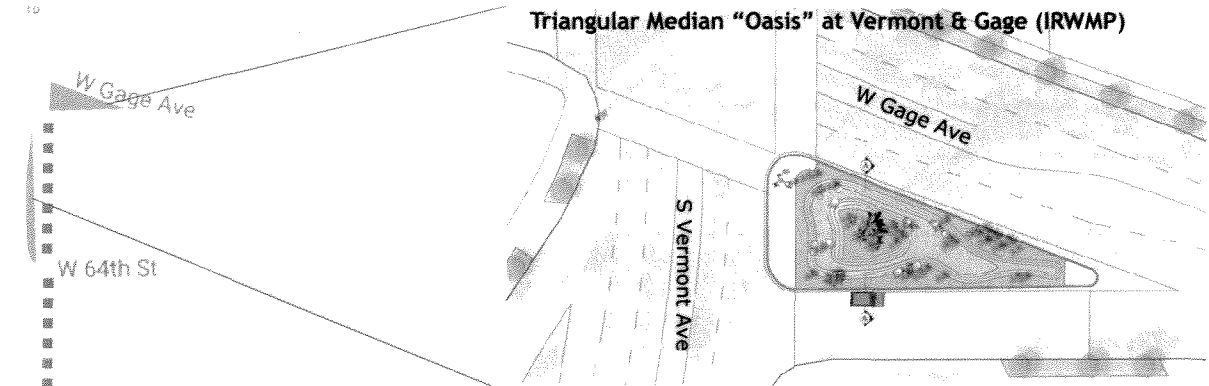 Triangular Median “Oasis” at Vermont & Gage (IRWMP)
W Gage Ave
W 64th St
W Gage Ave
S Vermont Ave